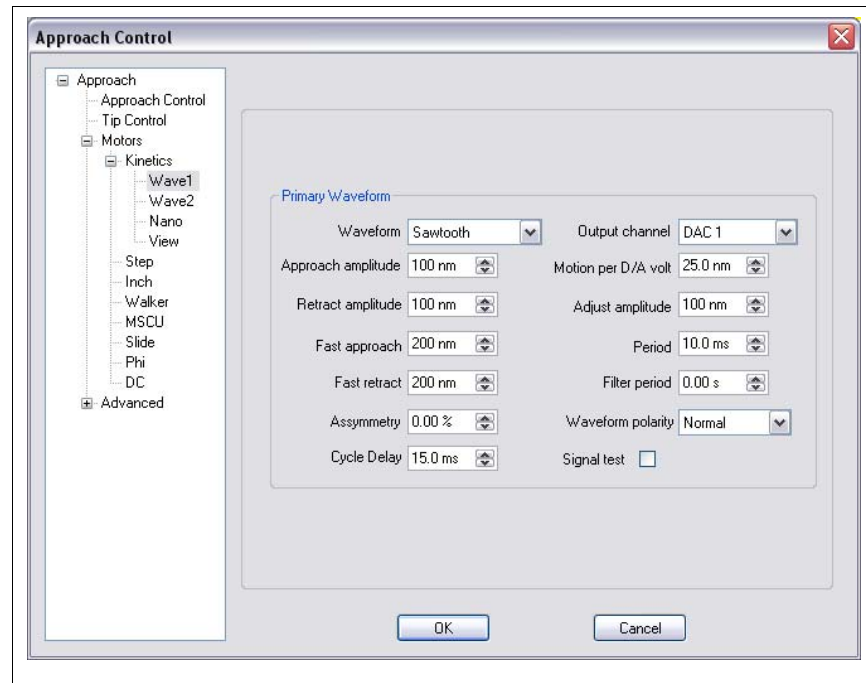 Approach Control
Approach
Approach Control
Tip Control
Motors
Kinetics
Wave1
Wave2
Nano
View
Step
Inch
Walker
MSCU
Slide
Phi
DC
Advanced
Primary Waveform
Waveform Sawtooth Output channel DAC 1
Approach amplitude 100 nm Motion per D/A volt 25.0 nm
Retract amplitude 100 nm Adjust amplitude 100 nm
Fast approach 200 nm Period 10.0 ms
Fast retract 200 nm Filter period 0.00 s
Assymmetry 0.00 % Waveform polarity Normal
Cycle Delay 15.0 ms Signal test
OK Cancel